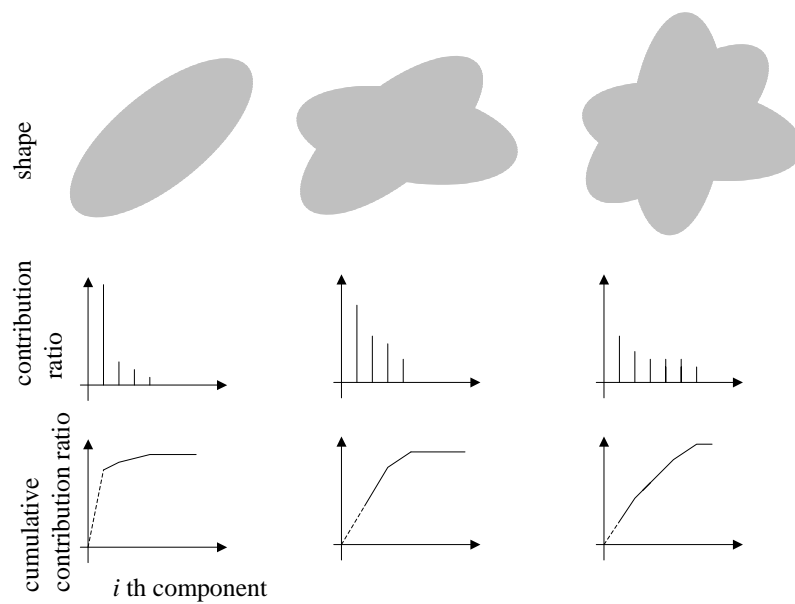 shape
contribution
ratio
cumulative
contribution ratio
i th component